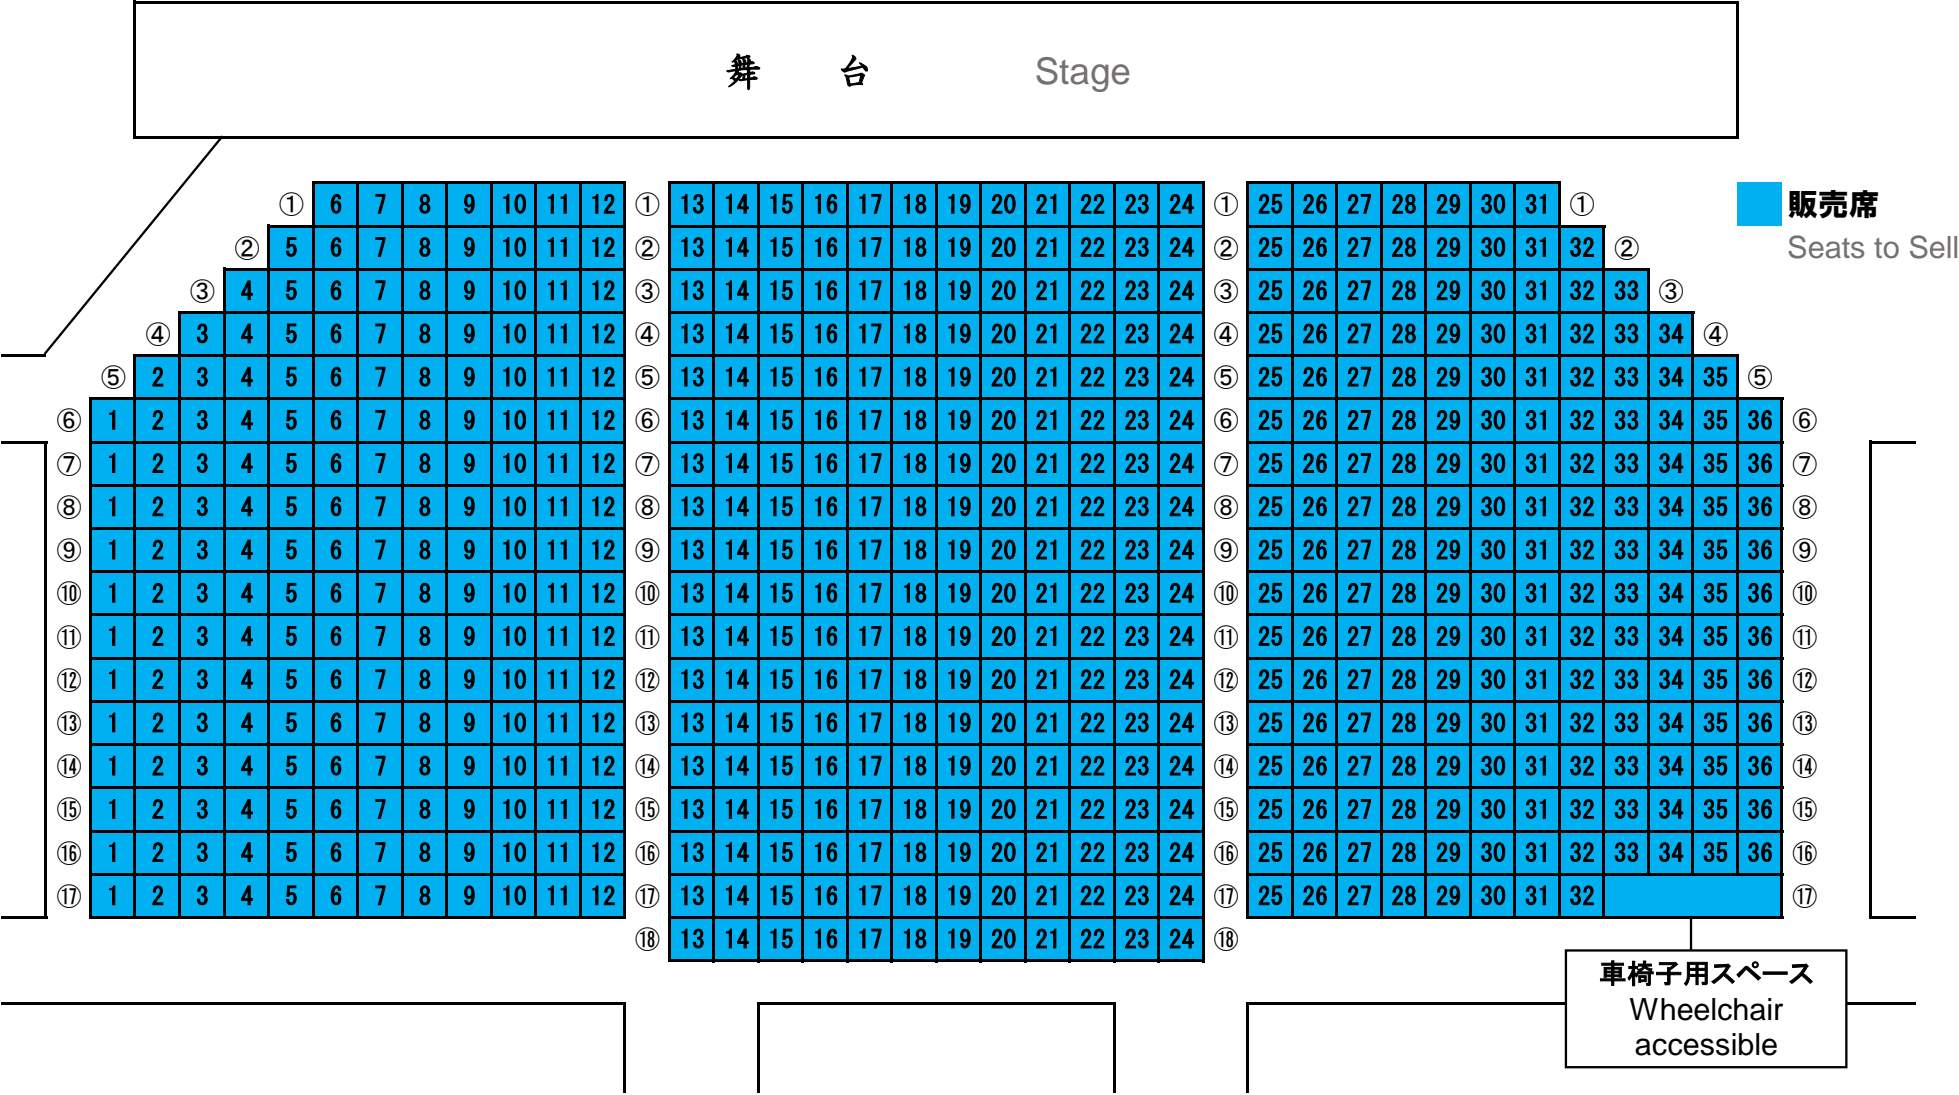 舞 台 Stage
① 6 7 8 9 10 11 12 ① 13 14 15 16 17 18 19 20 21 22 23 24 ① 25 26 27 28 29 30 31 ① 販売席
② 5 6 7 8 9 10 11 12 ② 13 14 15 16 17 18 19 20 21 22 23 24 ② 25 26 27 28 29 30 31 32 ② Seats to Sell
③ 4 5 6 7 8 9 10 11 12 ③ 13 14 15 16 17 18 19 20 21 22 23 24 ③ 25 26 27 28 29 30 31 32 33 ③
④ 3 4 5 6 7 8 9 10 11 12 ④ 13 14 15 16 17 18 19 20 21 22 23 24 ④ 25 26 27 28 29 30 31 32 33 34 ④
⑤ 2 3 4 5 6 7 8 9 10 11 12 ⑤ 13 14 15 16 17 18 19 20 21 22 23 24 ⑤ 25 26 27 28 29 30 31 32 33 34 35 ⑤
⑥ 1 2 3 4 5 6 7 8 9 10 11 12 ⑥ 13 14 15 16 17 18 19 20 21 22 23 24 ⑥ 25 26 27 28 29 30 31 32 33 34 35 36 ⑥
⑦ 1 2 3 4 5 6 7 8 9 10 11 12 ⑦ 13 14 15 16 17 18 19 20 21 22 23 24 ⑦ 25 26 27 28 29 30 31 32 33 34 35 36 ⑦
⑧ 1 2 3 4 5 6 7 8 9 10 11 12 ⑧ 13 14 15 16 17 18 19 20 21 22 23 24 ⑧ 25 26 27 28 29 30 31 32 33 34 35 36 ⑧
⑨ 1 2 3 4 5 6 7 8 9 10 11 12 ⑨ 13 14 15 16 17 18 19 20 21 22 23 24 ⑨ 25 26 27 28 29 30 31 32 33 34 35 36 ⑨
⑩ 1 2 3 4 5 6 7 8 9 10 11 12 ⑩ 13 14 15 16 17 18 19 20 21 22 23 24 ⑩ 25 26 27 28 29 30 31 32 33 34 35 36 ⑩
⑪ 1 2 3 4 5 6 7 8 9 10 11 12 ⑪ 13 14 15 16 17 18 19 20 21 22 23 24 ⑪ 25 26 27 28 29 30 31 32 33 34 35 36 ⑪
⑫ 1 2 3 4 5 6 7 8 9 10 11 12 ⑫ 13 14 15 16 17 18 19 20 21 22 23 24 ⑫ 25 26 27 28 29 30 31 32 33 34 35 36 ⑫
⑬ 1 2 3 4 5 6 7 8 9 10 11 12 ⑬ 13 14 15 16 17 18 19 20 21 22 23 24 ⑬ 25 26 27 28 29 30 31 32 33 34 35 36 ⑬
⑭ 1 2 3 4 5 6 7 8 9 10 11 12 ⑭ 13 14 15 16 17 18 19 20 21 22 23 24 ⑭ 25 26 27 28 29 30 31 32 33 34 35 36 ⑭
⑮ 1 2 3 4 5 6 7 8 9 10 11 12 ⑮ 13 14 15 16 17 18 19 20 21 22 23 24 ⑮ 25 26 27 28 29 30 31 32 33 34 35 36 ⑮
⑯ 1 2 3 4 5 6 7 8 9 10 11 12 ⑯ 13 14 15 16 17 18 19 20 21 22 23 24 ⑯ 25 26 27 28 29 30 31 32 33 34 35 36 ⑯
⑰ 1 2 3 4 5 6 7 8 9 10 11 12 ⑰ 13 14 15 16 17 18 19 20 21 22 23 24 ⑰ 25 26 27 28 29 30 31 32 ⑰
⑱ 13 14 15 16 17 18 19 20 21 22 23 24 ⑱
車椅子用スペース
Wheelchair
accessible